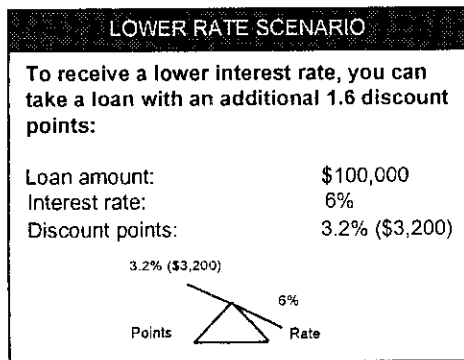 LOWER RATE SCENARIO
To receive a lower interest rate, you can
take a loan with an additional 1.6 discount
points:
Loan amount: $100,000
Interest rate: 6%
Discount points: 3.2% ($3,200)
3.2% ($3,200)
6%
Points Rate